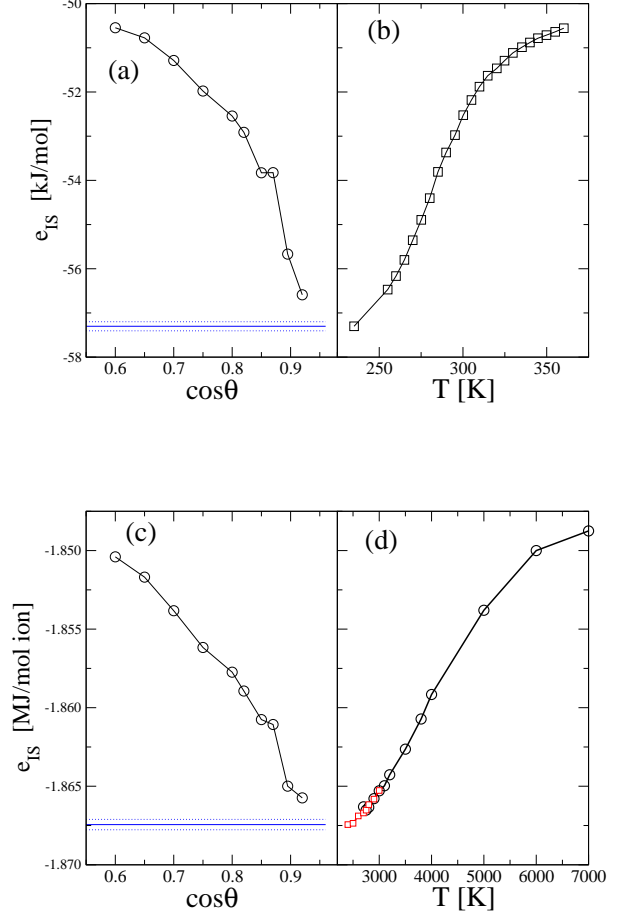 -50
-52
-54
-56
-58
e_IS [kJ/mol]
(a)
0.6 0.7 0.8 0.9
cosθ
(b)
250 300 350
T [K]
-1.850
-1.855
-1.860
-1.865
-1.870
e_IS [MJ/mol ion]
(c)
0.6 0.7 0.8 0.9
cosθ
(d)
3000 4000 5000 6000 7000
T [K]